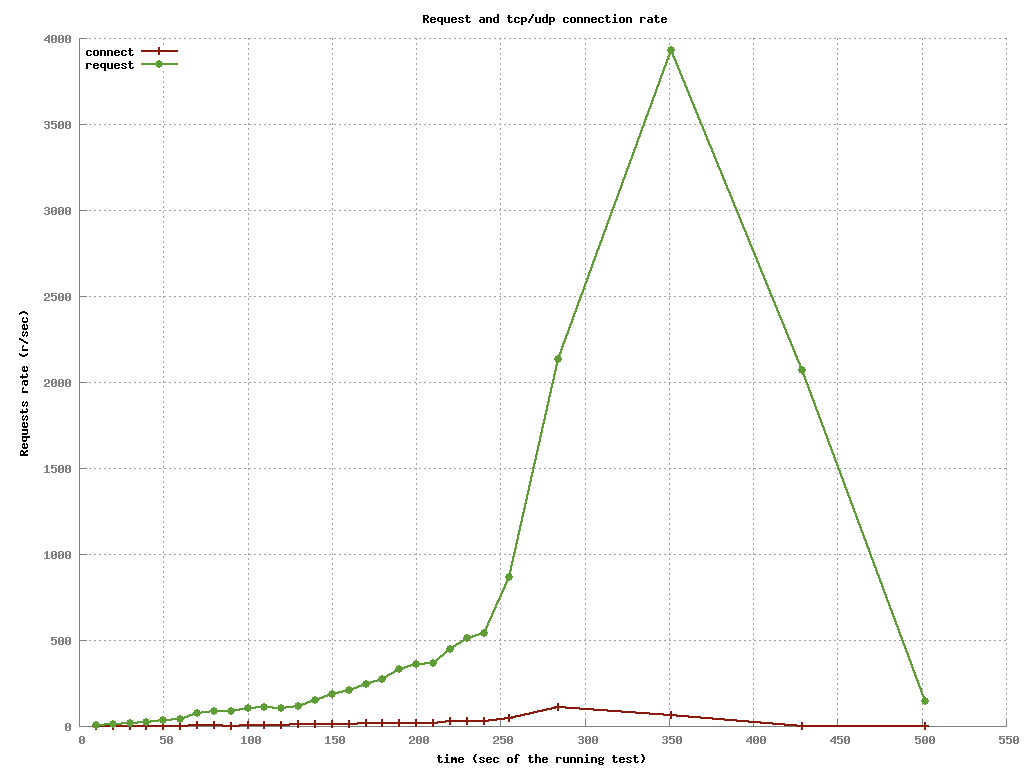 Request and tcp/udp connection rate
4000
connect
request
3500
3000
2500
Requests rate (r/sec)
2000
1500
1000
500
0
0 50 100 150 200 250 300 350 400 450 500 550
time (sec of the running test)